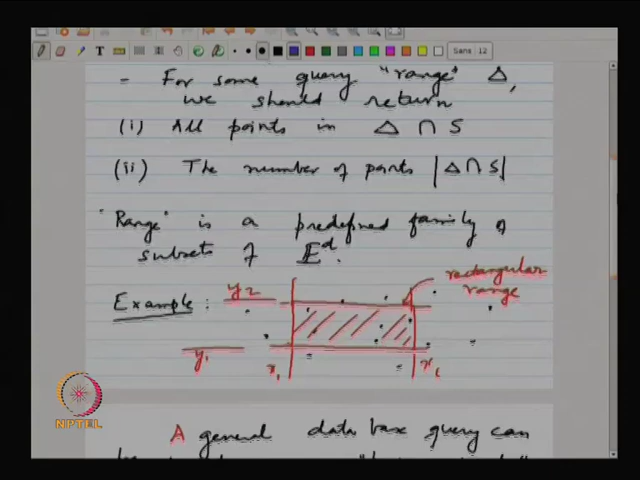 Sans : 12
- For some query "range" Δ,
we should return
(i) All points in Δ ∩ S
(ii) The number of points |Δ ∩ S|
"Range" is a predefined family of
subsets of E^d.
rectangular
range
Example :
y2
y1
x1
A general data base query can
NPTEL